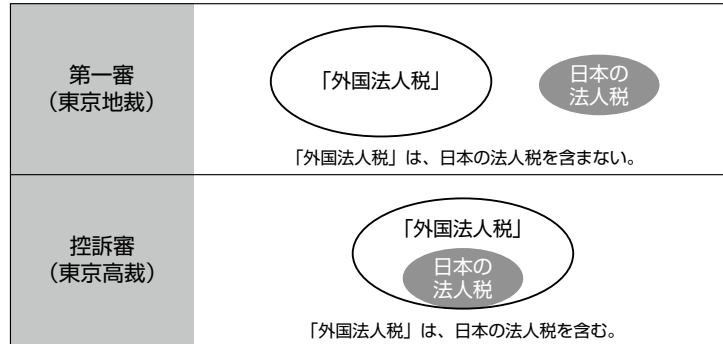 第一審
（東京地裁）
「外国法人税」
日本の
法人税
「外国法人税」は、日本の法人税を含まない。
控訴審
（東京高裁）
「外国法人税」
日本の
法人税
「外国法人税」は、日本の法人税を含む。